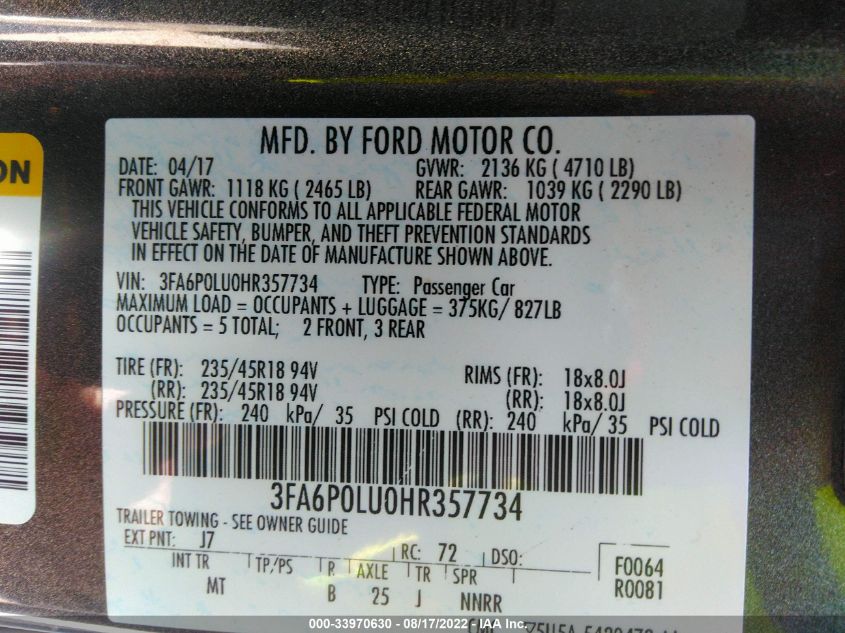 ON
MFD. BY FORD MOTOR CO.
DATE: 04/17 GVWR: 2136 KG ( 4710 LB)
FRONT GAWR: 1118 KG ( 2465 LB) REAR GAWR: 1039 KG ( 2290 LB)
THIS VEHICLE CONFORMS TO ALL APPLICABLE FEDERAL MOTOR
VEHICLE SAFETY, BUMPER, AND THEFT PREVENTION STANDARDS
IN EFFECT ON THE DATE OF MANUFACTURE SHOWN ABOVE.
VIN: 3FA6P0LU0HR357734 TYPE: Passenger Car
MAXIMUM LOAD = OCCUPANTS + LUGGAGE = 375KG/ 827LB
OCCUPANTS = 5 TOTAL; 2 FRONT, 3 REAR
TIRE (FR): 235/45R18 94V RIMS (FR): 18x8.0J
(RR): 235/45R18 94V (RR): 18x8.0J
PRESSURE (FR): 240 kPa/ 35 PSI COLD (RR): 240 kPa/ 35 PSI COLD
3FA6P0LU0HR357734
TRAILER TOWING - SEE OWNER GUIDE
EXT PNT: J7 RC: 72 DSO: F0064
INT TR TP/PS R AXLE TR SPR R0081
MT B 25 J NNRR
000-33970630 - 08/17/2022 - IAA Inc.